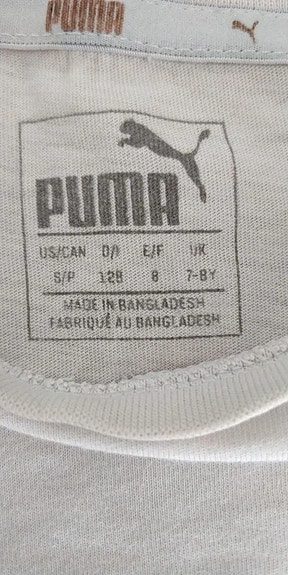 PUMA
PUMA
US/CAN D/I E/F UK
S/P 128 8 7-8Y
MADE IN BANGLADESH
FABRIQUÉ AU BANGLADESH